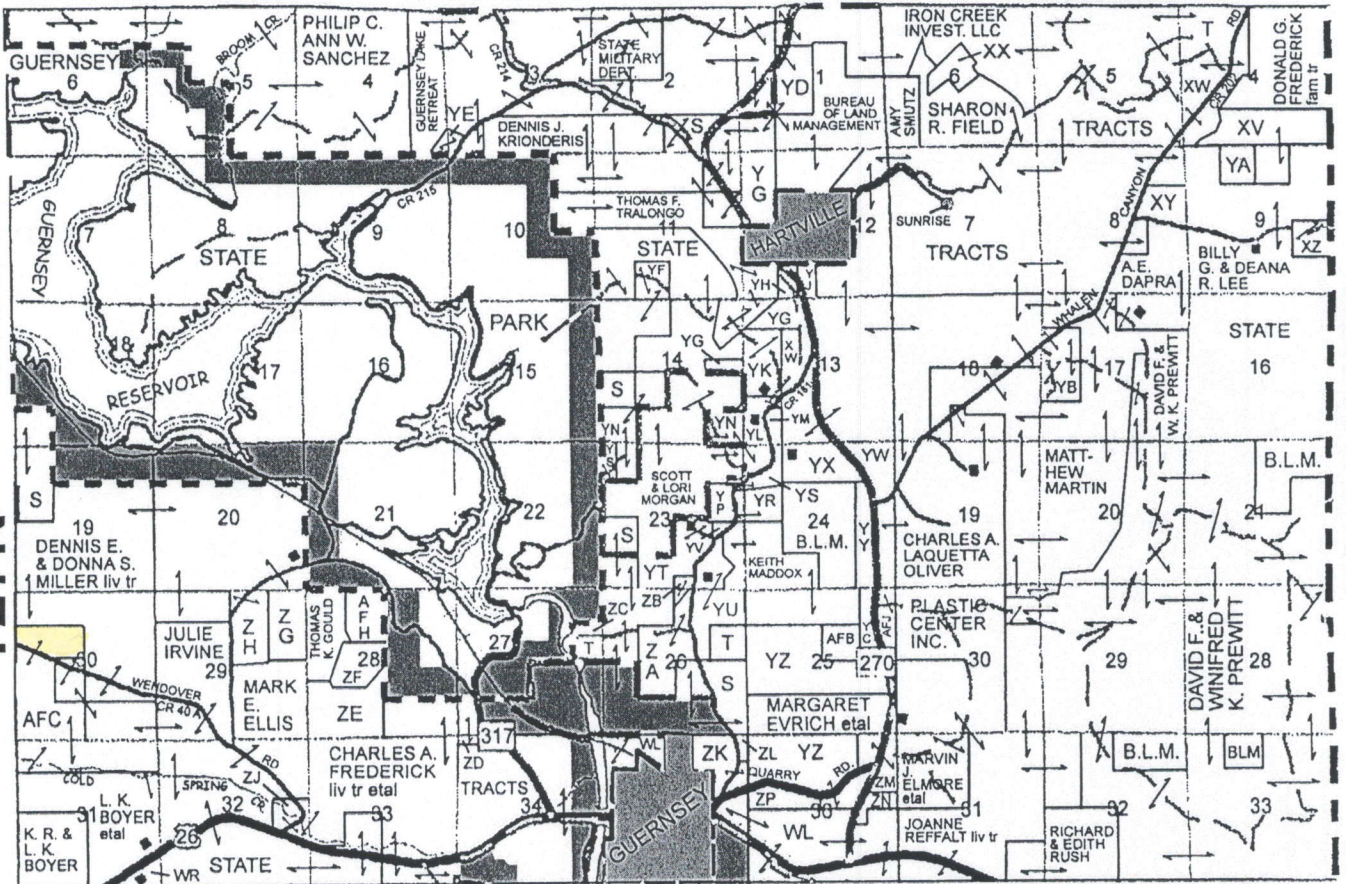 GUERNSEY
6
BROOM CR.
5
PHILIP C.
ANN W.
SANCHEZ
4
GUERNSEY LAKE
RETREAT
YE
CR 214
3
STATE
MILITARY
DEPT
2
DENNIS J.
KRIONDERIS
ZS
YD
1
BUREAU
OF LAND
MANAGEMENT
AMY
SMUTZ
IRON CREEK
INVEST. LLC
XX
6
SHARON
R. FIELD
5
TRACTS
T
RD
XW
4
CR 270
DONALD G.
FREDERICK
fam tr
XV
YA
GUERNSEY
7
8
STATE
9
CR 215
10
THOMAS F.
TRALONGO
11
STATE
YF
Y
G
HARTVILLE
12
SUNRISE
7
TRACTS
8
CANYON
XY
9
XZ
A.E.
DAPRA
BILLY
G. & DEANA
R. LEE
YH
YG
18
RESERVOIR
17
16
PARK
15
YG
14
S
XW
YK
13
CR 181
YN
YL
YM
YN
WHALEN
18
YB
17
DAVID F. &
W. K. PREWITT
STATE
16
S
19
DENNIS E.
& DONNA S.
MILLER liv tr
20
21
22
SCOTT
& LORI
MORGAN
23
S
YT
YV
Y
P
YR
YX
YS
24
B.L.M.
YW
Y
Y
KEITH
MADDOX
19
CHARLES A.
LAQUETTA
OLIVER
MATT-
HEW
MARTIN
20
21
B.L.M.
30
JULIE
IRVINE
29
Z
H
Z
G
THOMAS
K. GOULD
A
F
H
28
ZF
27
T
ZC
ZB
YU
Z
A
26
T
S
YZ
AFB
25
Y
C
AFJ
270
PLASTIC
CENTER
INC.
30
29
DAVID F. &
WINIFRED
K. PREWITT
28
WENDOVER
CR 40 A
RD
AFC
MARK
E.
ELLIS
ZE
MARGARET
EVRICH etal
COLD
SPRING
CR.
ZJ
32
CHARLES A.
FREDERICK
liv tr etal
33
317
ZD
TRACTS
34
WL
ZK
ZL
YZ
QUARRY
RD.
ZP
36
ZM
ZN
MARVIN
J.
ELMORE
etal
31
B.L.M.
BLM
32
33
31
L. K.
BOYER
etal
K. R. &
L. K.
BOYER
26
WR
STATE
GUERNSEY
WL
JOANNE
REFFALT liv tr
RICHARD
& EDITH
RUSH